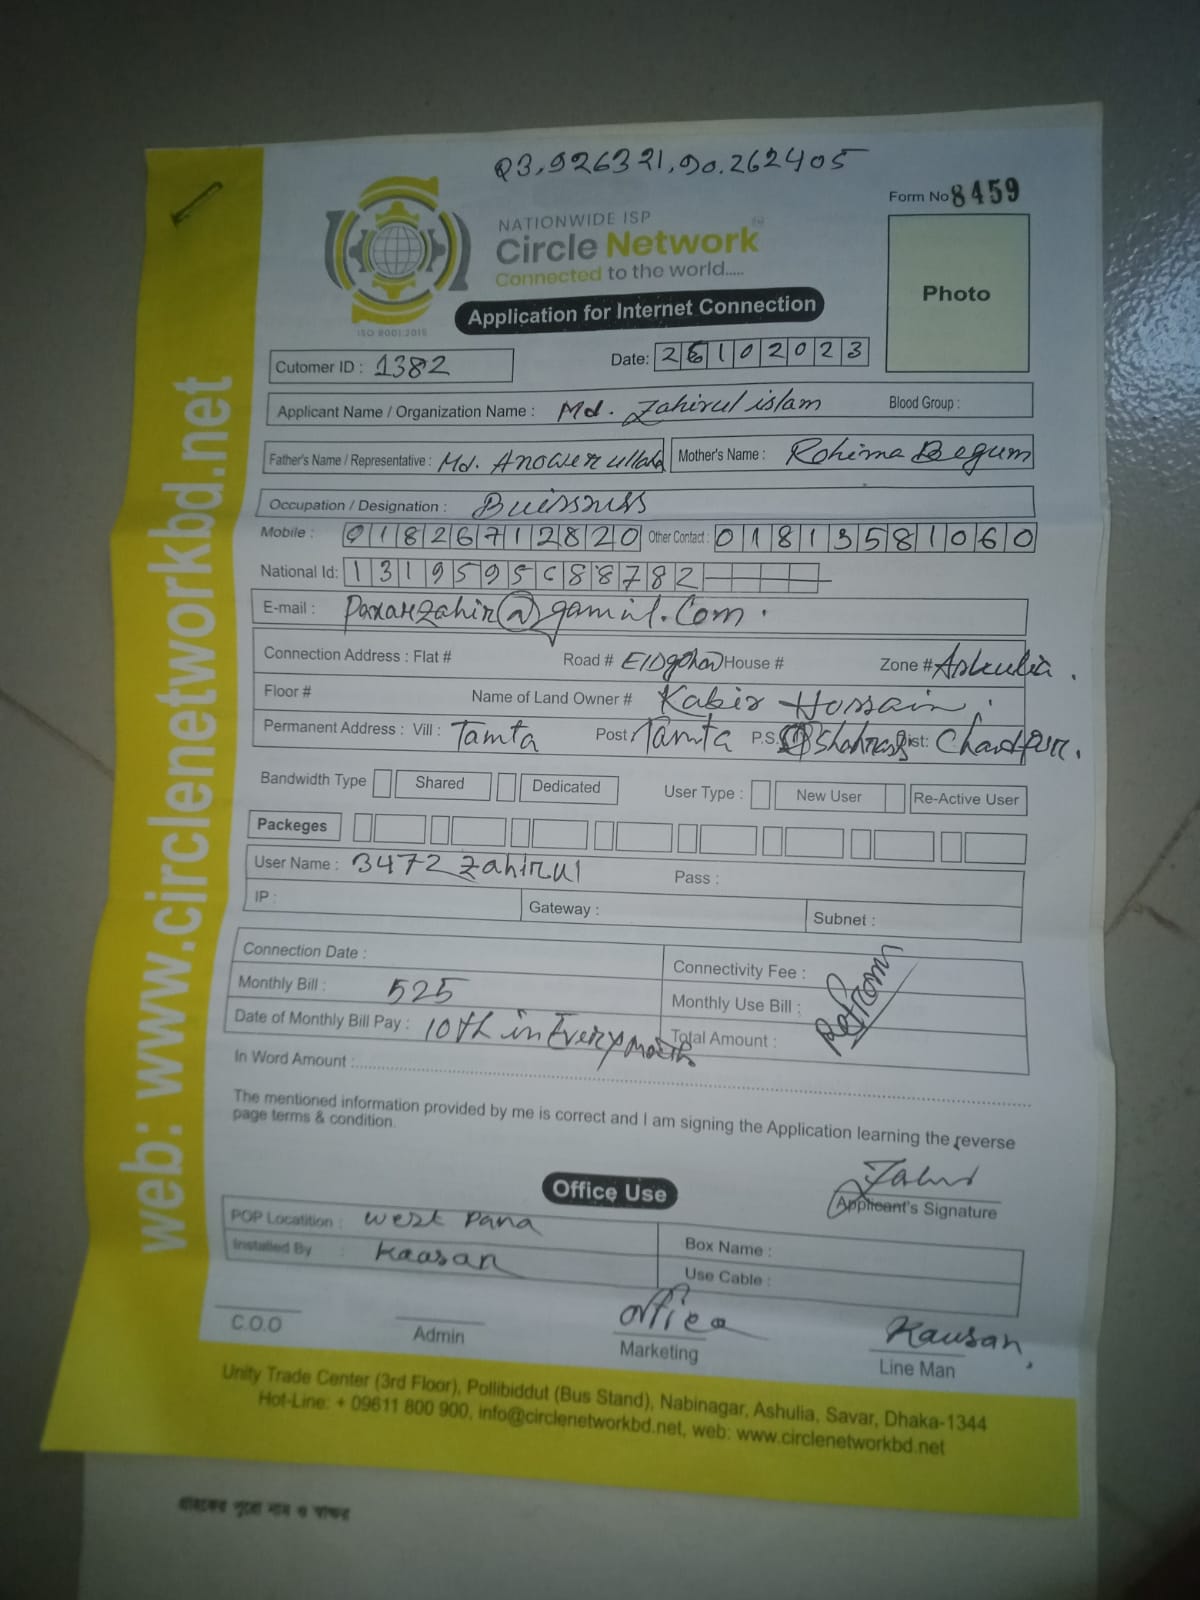 23.926321,90.262405
Form No 8459
NATIONWIDE ISP
Circle Network
Connected to the world.....
ISO 9001:2015
Photo
Application for Internet Connection
Cutomer ID : 1382
Date: 26102023
Applicant Name / Organization Name : Md. Zahirul islam Blood Group :
Father's Name / Representative : Md. Anowerullah Mother's Name : Rohima Begum
Occupation / Designation : Buissness
Mobile : 01826712820 Other Contact : 01813581060
National Id: 1319595688782
E-mail : @gamil.com.
Connection Address : Flat # Road # House # Zone # Ashulia.
Floor # Name of Land Owner # Kabir Hossain
Permanent Address : Vill : Tamta Post Tamta P.S. Dist: Chandpur.
Bandwidth Type Shared Dedicated User Type : New User Re-Active User
Packeges
User Name : 3472 Zahirul Pass :
IP : Gateway : Subnet :
Connection Date : Connectivity Fee :
Monthly Bill : 525 Monthly Use Bill :
Date of Monthly Bill Pay : 10th in Every month Total Amount :
In Word Amount :
The mentioned information provided by me is correct and I am signing the Application learning the reverse
page terms & condition.
Applicant's Signature
Office Use
POP Locatition : west para Box Name :
Installed By : Kaosan Use Cable :
office Kausan.
C.O.O Admin Marketing Line Man
Unity Trade Center (3rd Floor), Pollibiddut (Bus Stand), Nabinagar, Ashulia, Savar, Dhaka-1344
Hot-Line: + 09611 800 900, info@circlenetworkbd.net, web: www.circlenetworkbd.net
web: www.circlenetworkbd.net
গ্রাহকের পুরো নাম ও স্বাক্ষর